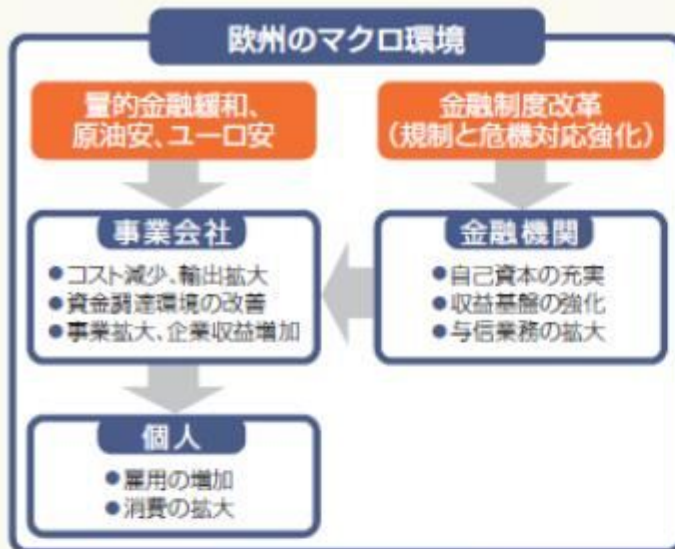 欧州のマクロ環境
量的金融緩和、
原油安、ユーロ安
金融制度改革
(規制と危機対応強化)
事業会社
●コスト減少、輸出拡大
●資金調達環境の改善
●事業拡大、企業収益増加
金融機関
●自己資本の充実
●収益基盤の強化
●与信業務の拡大
個人
●雇用の増加
●消費の拡大